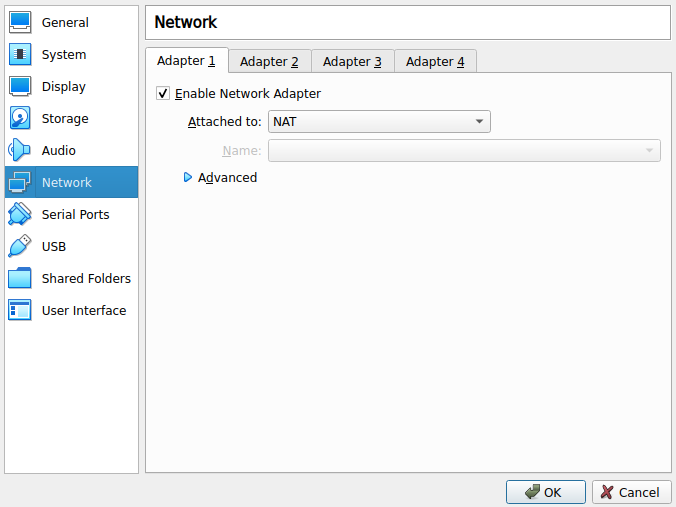 General
System
Display
Storage
Audio
Network
Serial Ports
USB
Shared Folders
User Interface
Network
Adapter 1 Adapter 2 Adapter 3 Adapter 4
Enable Network Adapter
Attached to: NAT
Name:
Advanced
OK Cancel